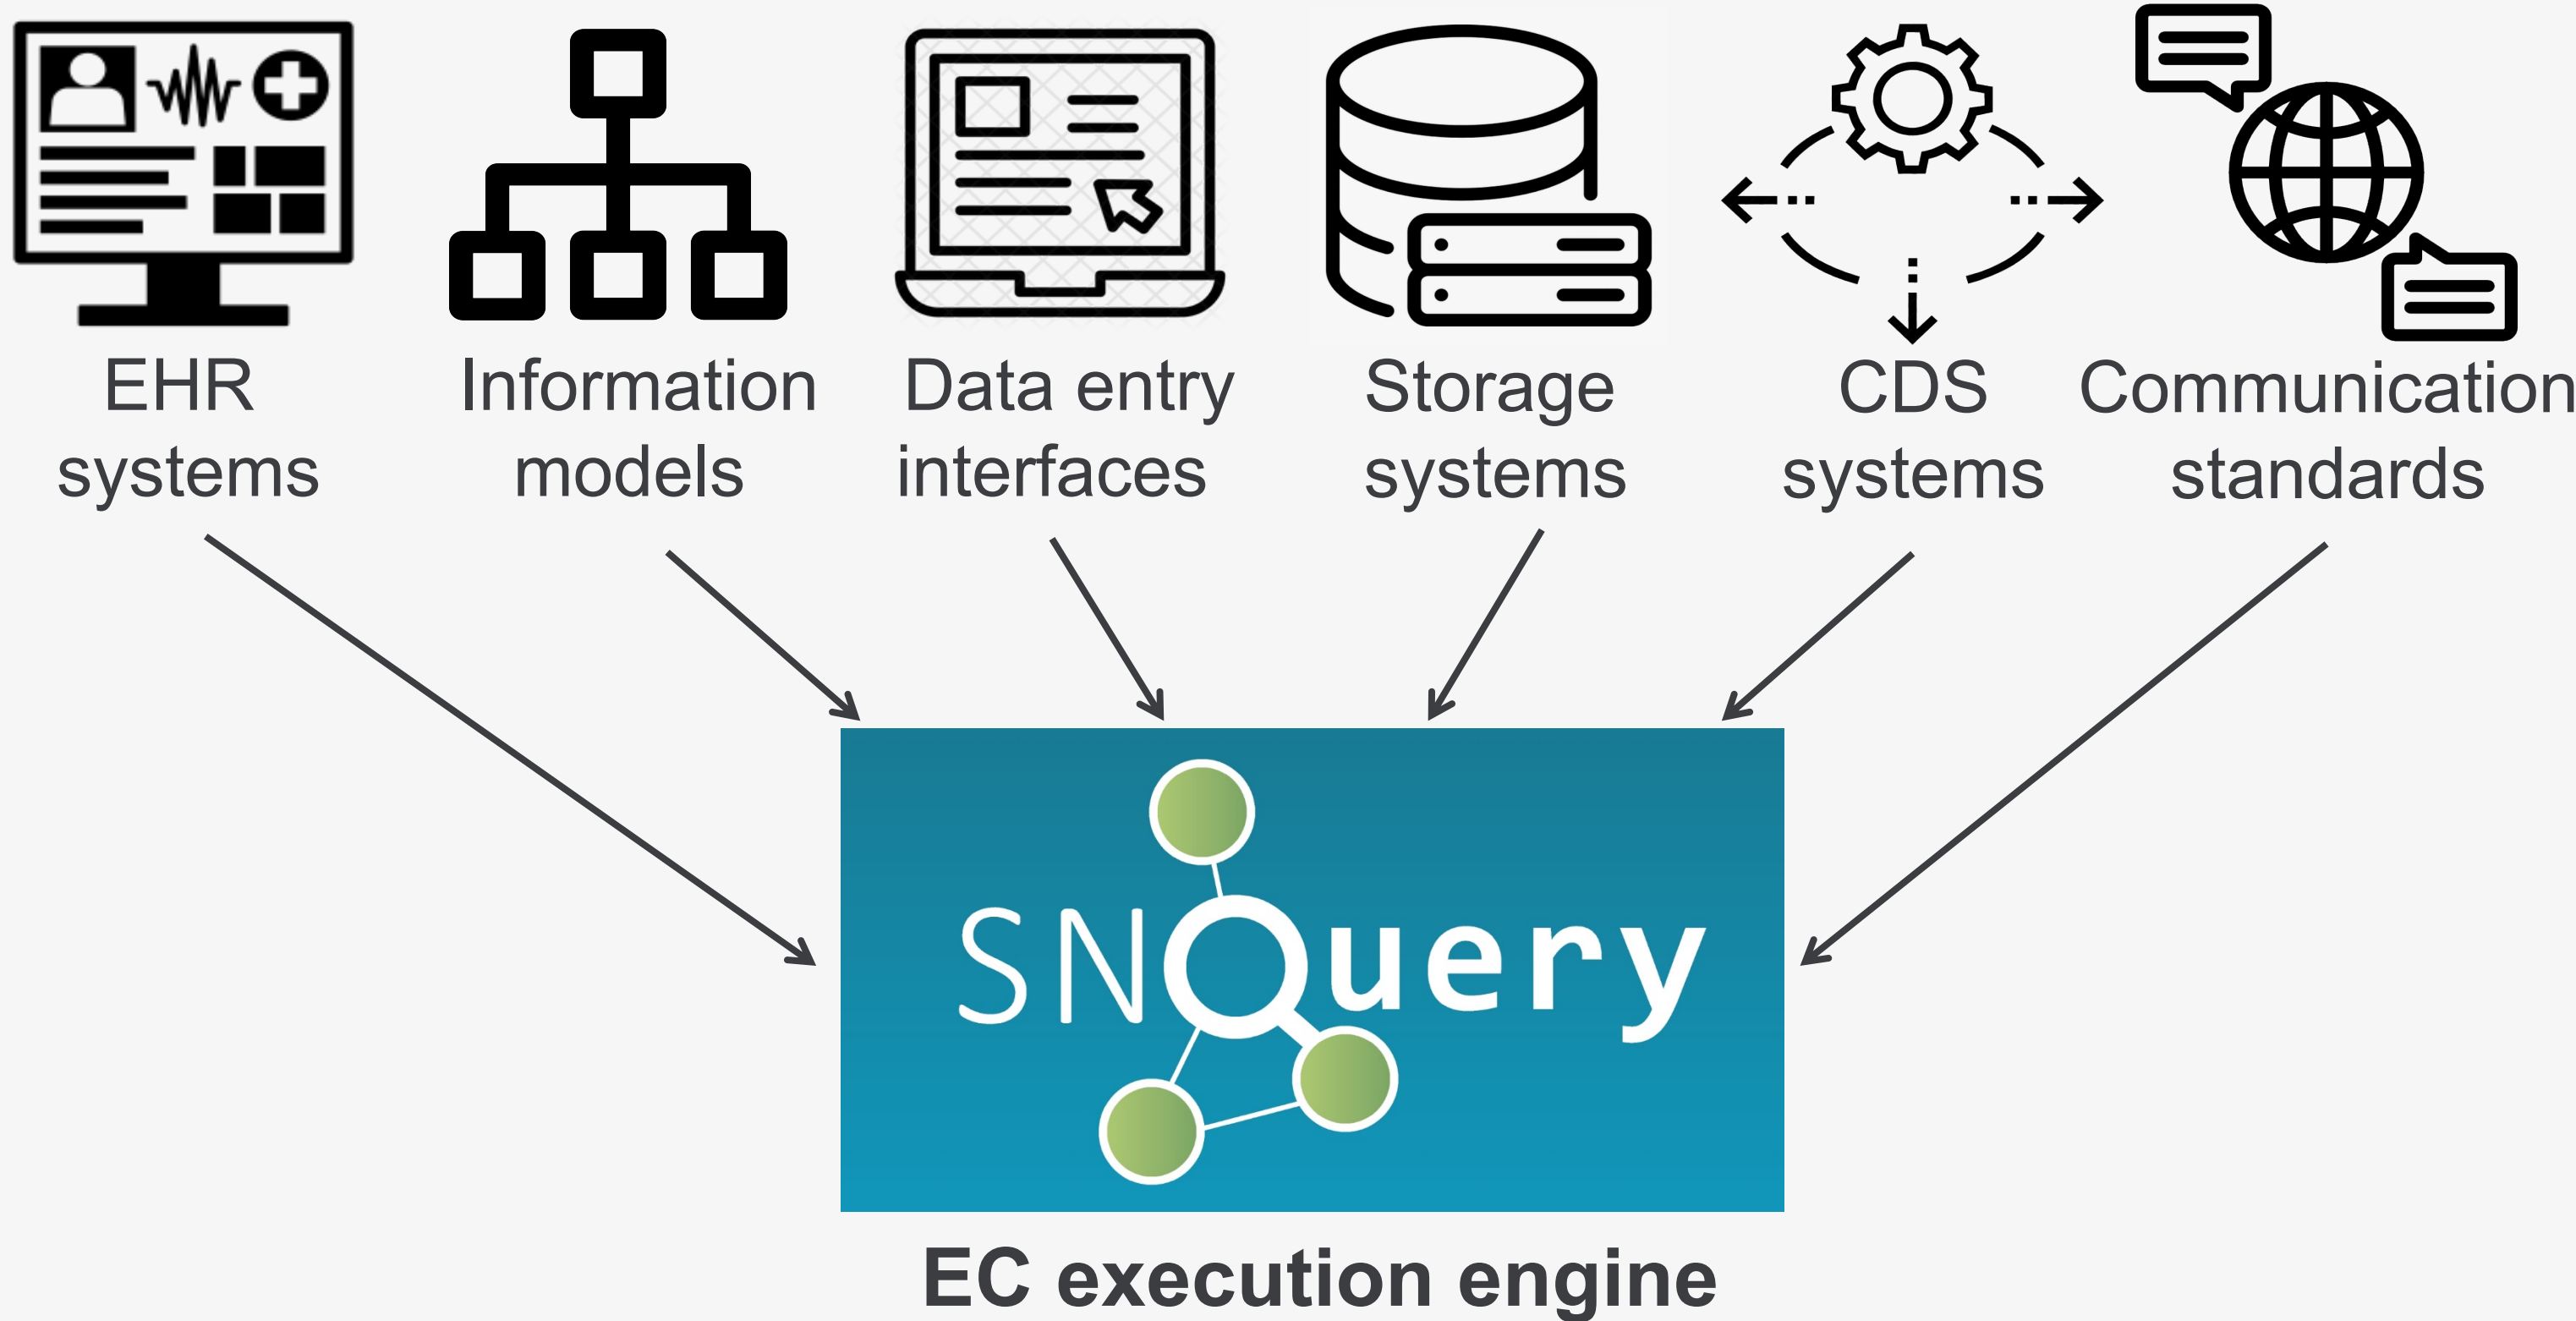 EHR
systems
Information
models
Data entry
interfaces
Storage
systems
CDS
systems
Communication
standards
SNQuery
EC execution engine